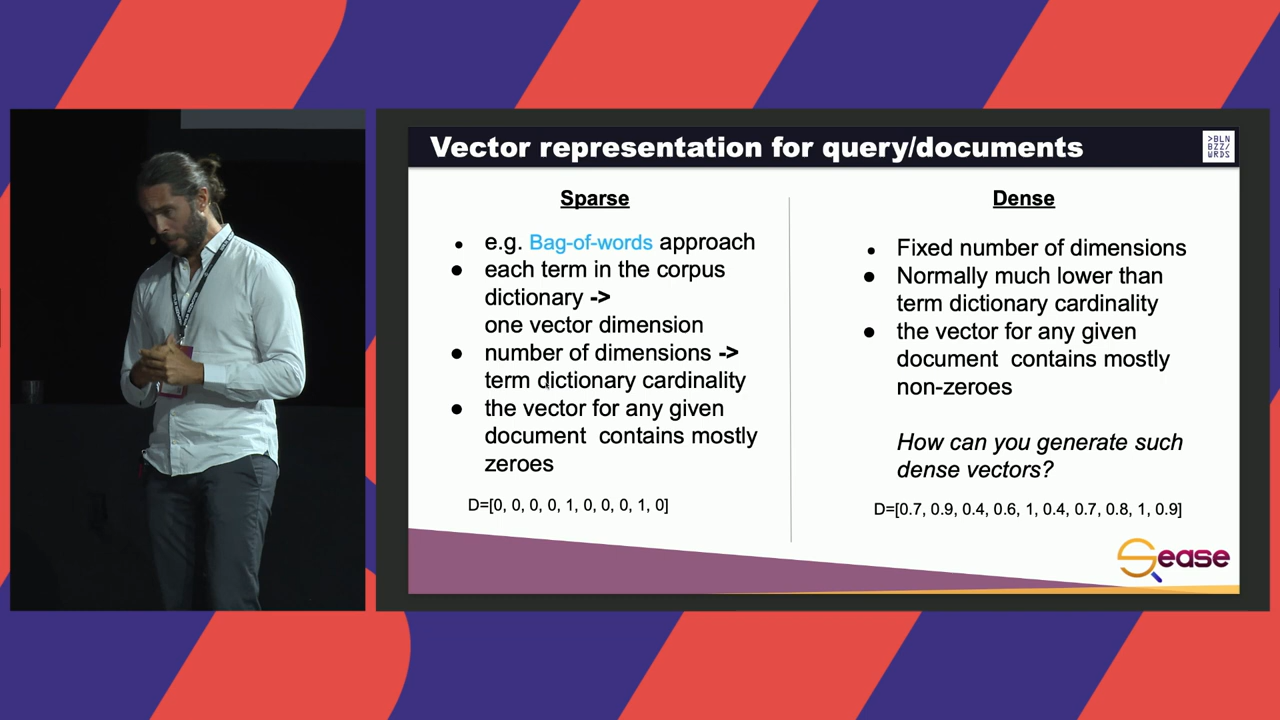 Vector representation for query/documents
>BLN
BZZ/
WRDS
Sparse
● e.g. Bag-of-words approach
● each term in the corpus
dictionary ->
one vector dimension
● number of dimensions ->
term dictionary cardinality
● the vector for any given
document contains mostly
zeroes
D=[0, 0, 0, 0, 1, 0, 0, 0, 1, 0]
Dense
● Fixed number of dimensions
● Normally much lower than
term dictionary cardinality
● the vector for any given
document contains mostly
non-zeroes
How can you generate such
dense vectors?
D=[0.7, 0.9, 0.4, 0.6, 1, 0.4, 0.7, 0.8, 1, 0.9]
Sease